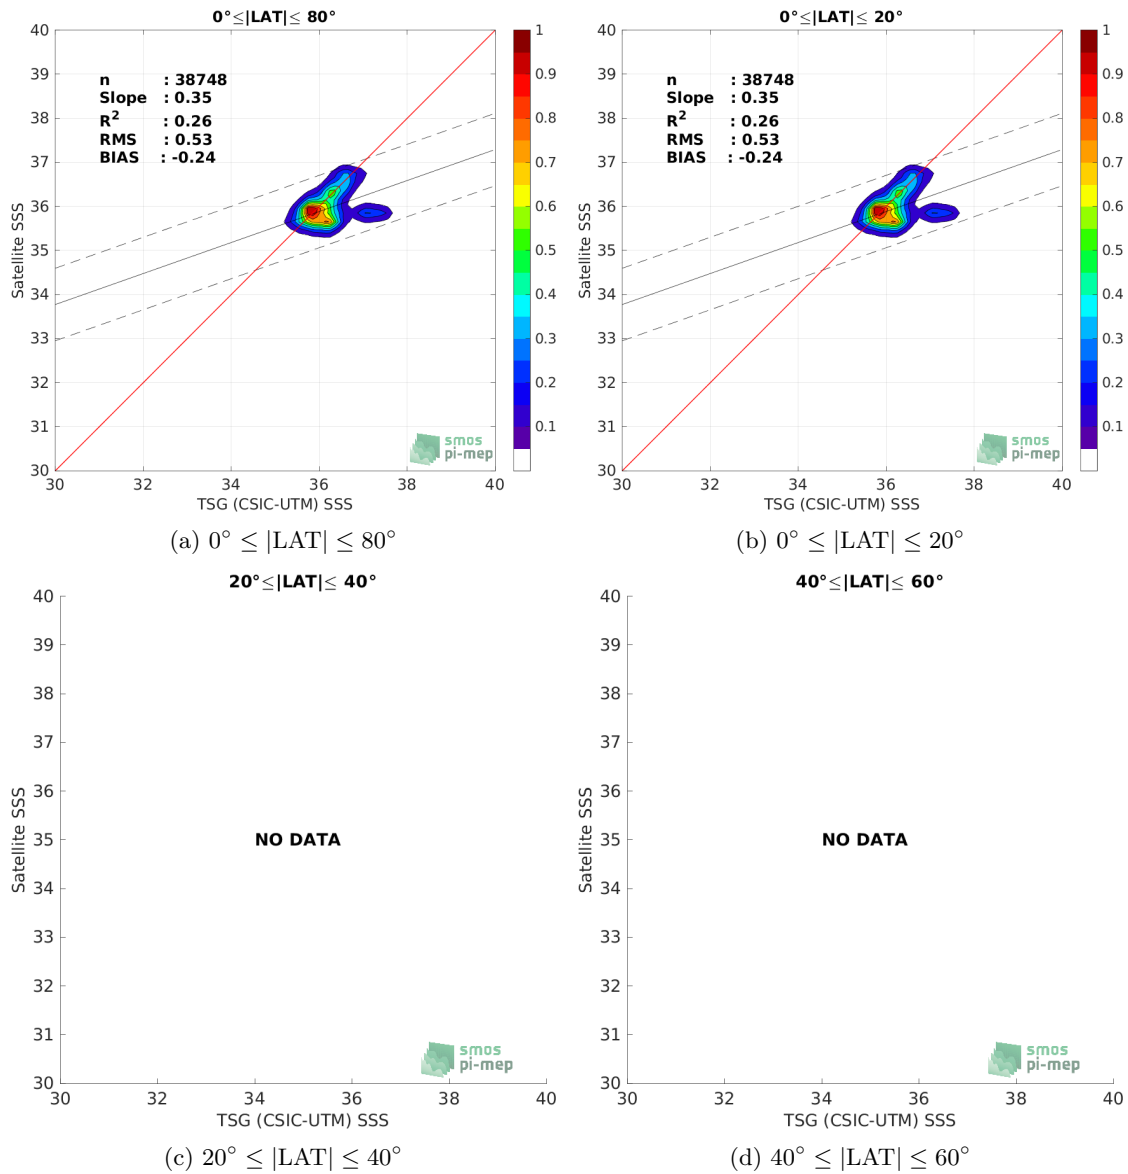 0°≤|LAT|≤ 80°
40
39
38
37
36
35
34
33
32
31
30
Satellite SSS
n : 38748
Slope : 0.35
R2 : 0.26
RMS : 0.53
BIAS : -0.24
smos
pi-mep
30 32 34 36 38 40
TSG (CSIC-UTM) SSS
1
0.9
0.8
0.7
0.6
0.5
0.4
0.3
0.2
0.1
(a) 0° ≤ |LAT| ≤ 80°
0°≤|LAT|≤ 20°
40
39
38
37
36
35
34
33
32
31
30
Satellite SSS
n : 38748
Slope : 0.35
R2 : 0.26
RMS : 0.53
BIAS : -0.24
smos
pi-mep
30 32 34 36 38 40
TSG (CSIC-UTM) SSS
1
0.9
0.8
0.7
0.6
0.5
0.4
0.3
0.2
0.1
(b) 0° ≤ |LAT| ≤ 20°
20°≤|LAT|≤ 40°
40
39
38
37
36
35
34
33
32
31
30
Satellite SSS
NO DATA
smos
pi-mep
30 32 34 36 38 40
TSG (CSIC-UTM) SSS
(c) 20° ≤ |LAT| ≤ 40°
40°≤|LAT|≤ 60°
40
39
38
37
36
35
34
33
32
31
30
Satellite SSS
NO DATA
smos
pi-mep
30 32 34 36 38 40
TSG (CSIC-UTM) SSS
(d) 40° ≤ |LAT| ≤ 60°